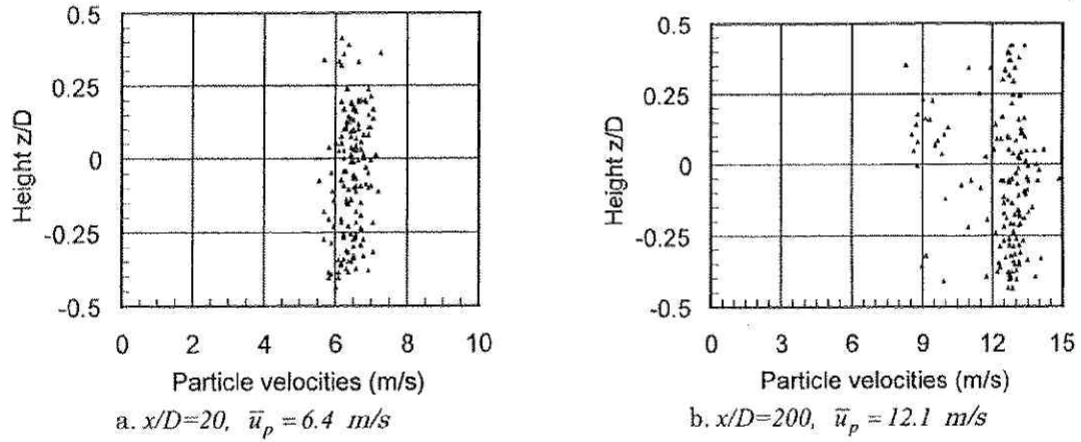 0.5
0.25
0
-0.25
-0.5
Height z/D
0 2 4 6 8 10
Particle velocities (m/s)
a. x/D=20, ū_p = 6.4 m/s
0.5
0.25
0
-0.25
-0.5
Height z/D
0 3 6 9 12 15
Particle velocities (m/s)
b. x/D=200, ū_p = 12.1 m/s